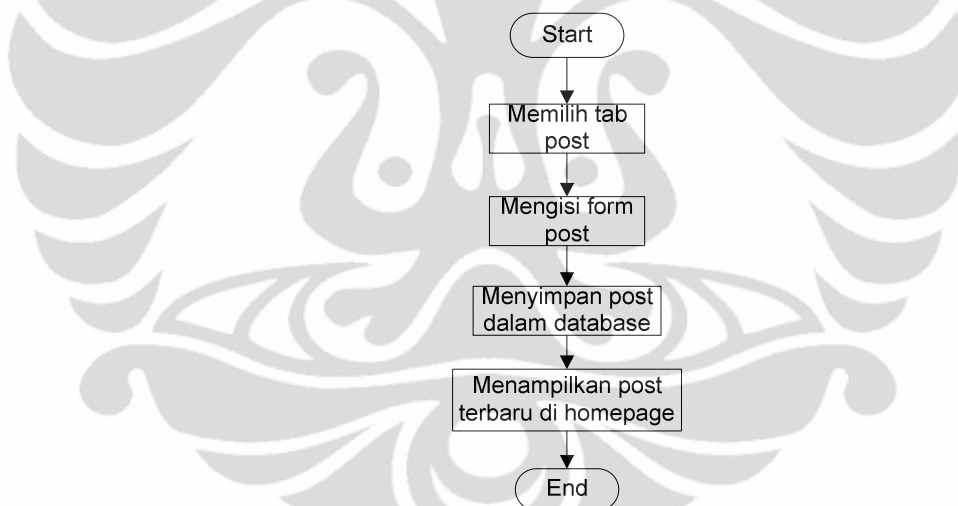 Start
Memilih tab
post
Mengisi form
post
Menyimpan post
dalam database
Menampilkan post
terbaru di homepage
End